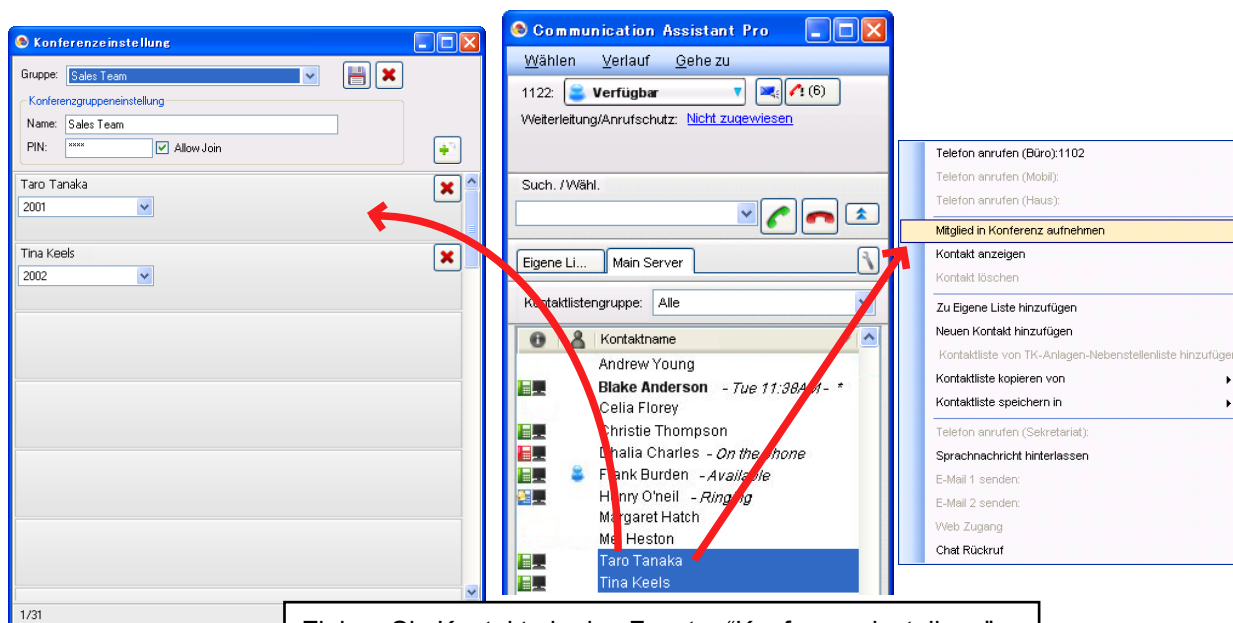 Konferenzeinstellung
Gruppe: Sales Team
Konferenzgruppeneinstellung
Name: Sales Team
PIN: **** Allow Join
Taro Tanaka
2001
Tina Keels
2002
1/31
Communication Assistant Pro
Wählen Verlauf Gehe zu
1122: Verfügbar (6)
Weiterleitung/Anrufschutz: Nicht zugewiesen
Such. / Wähl.
Eigene Li... Main Server
Kontaktlistengruppe: Alle
Kontaktname
Andrew Young
Blake Anderson - Tue 11:38AM - *
Celia Florey
Christie Thompson
Dhalia Charles - On the phone
Frank Burden - Available
Henry O'neil - Ringing
Margaret Hatch
Mel Heston
Taro Tanaka
Tina Keels
Telefon anrufen (Büro):1102
Telefon anrufen (Mobil):
Telefon anrufen (Haus):
Mitglied in Konferenz aufnehmen
Kontakt anzeigen
Kontakt löschen
Zu Eigene Liste hinzufügen
Neuen Kontakt hinzufügen
Kontaktliste von TK-Anlagen-Nebenstellenliste hinzufügen
Kontaktliste kopieren von
Kontaktliste speichern in
Telefon anrufen (Sekretariat):
Sprachnachricht hinterlassen
E-Mail 1 senden:
E-Mail 2 senden:
Web Zugang
Chat Rückruf